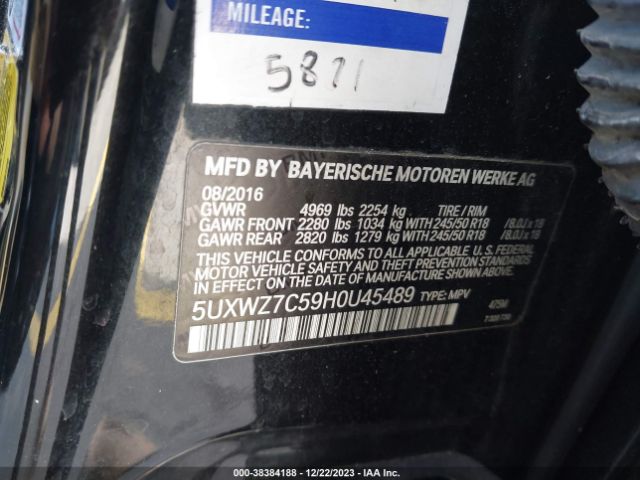 MILEAGE:
5871
MFD BY BAYERISCHE MOTOREN WERKE AG
08/2016
GVWR 4969 lbs 2254 kg TIRE / RIM
GAWR FRONT 2280 lbs 1034 kg WITH 245/50 R18 /8.0J x 18
GAWR REAR 2820 lbs 1279 kg WITH 245/50 R18 /8.0J x 18
THIS VEHICLE CONFORMS TO ALL APPLICABLE U.S. FEDERAL
MOTOR VEHICLE SAFETY AND THEFT PREVENTION STANDARDS
IN EFFECT ON THE DATE OF MANUFACTURE SHOWN ABOVE.
5UXWZ7C59H0U45489 TYPE: MPV 475M
000-38384188 - 12/22/2023 - IAA Inc.